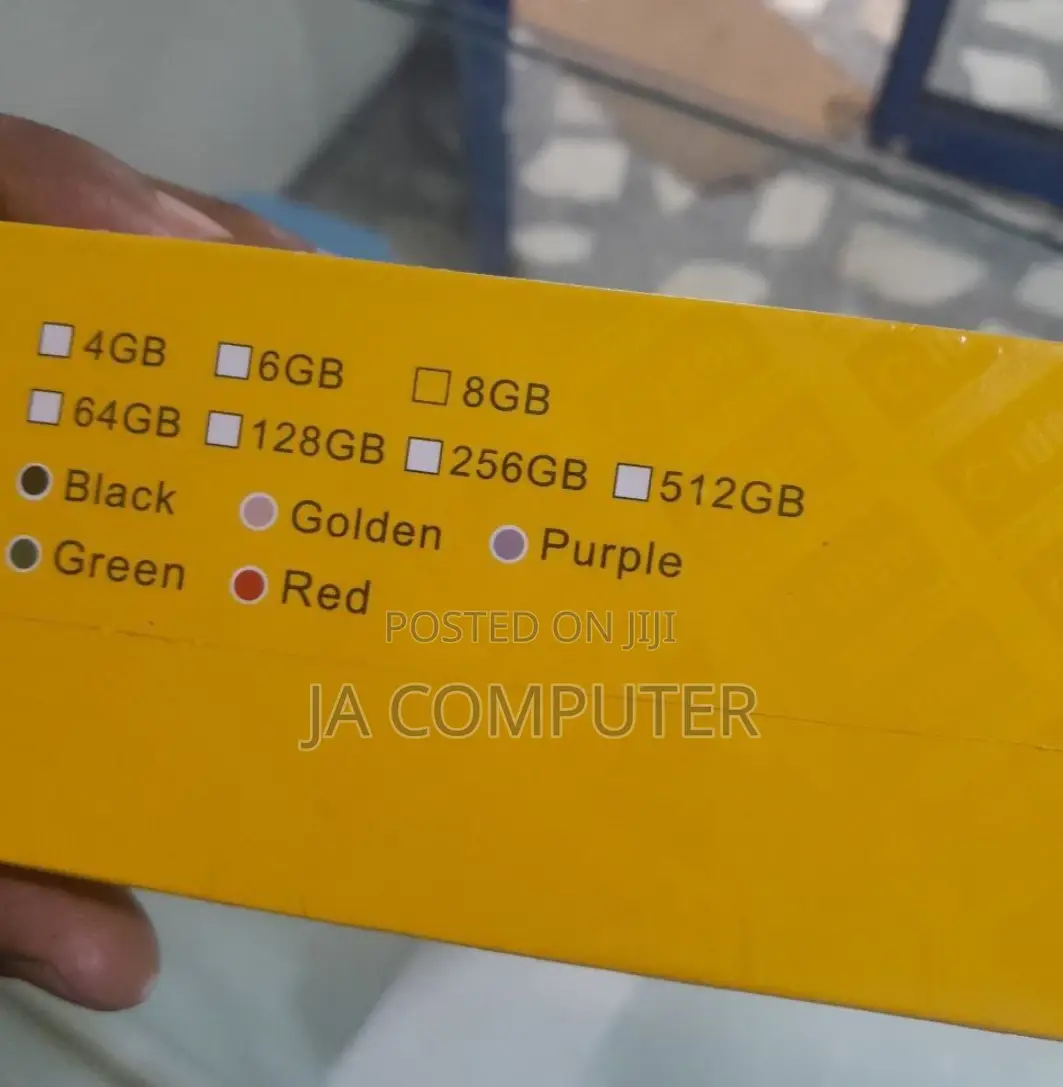 4GB 6GB 8GB
64GB 128GB 256GB 512GB
Black Golden Purple
Green Red
POSTED ON JIJI
JA COMPUTER